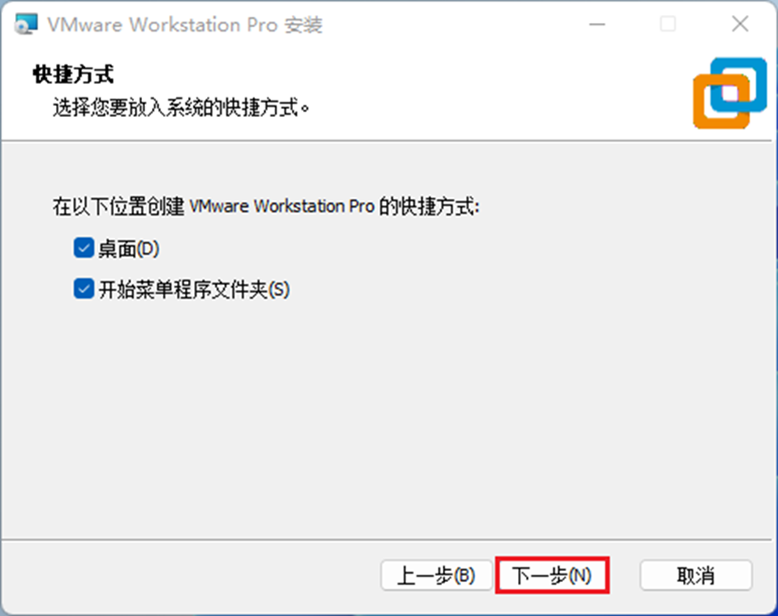 VMware Workstation Pro 安装
快捷方式
选择您要放入系统的快捷方式。
在以下位置创建 VMware Workstation Pro 的快捷方式:
桌面(D)
开始菜单程序文件夹(S)
上一步(B) 下一步(N) 取消